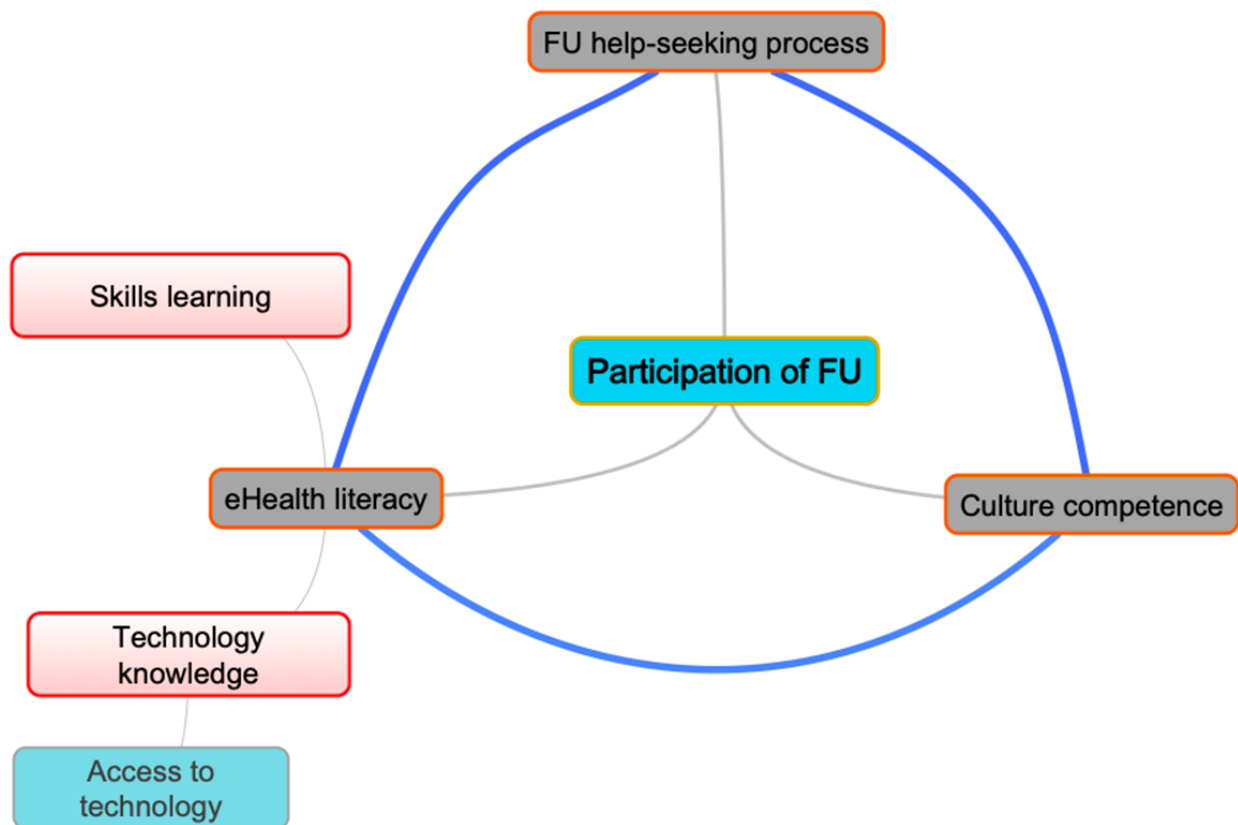 FU help-seeking process
Skills learning
Participation of FU
eHealth literacy
Culture competence
Technology
knowledge
Access to
technology